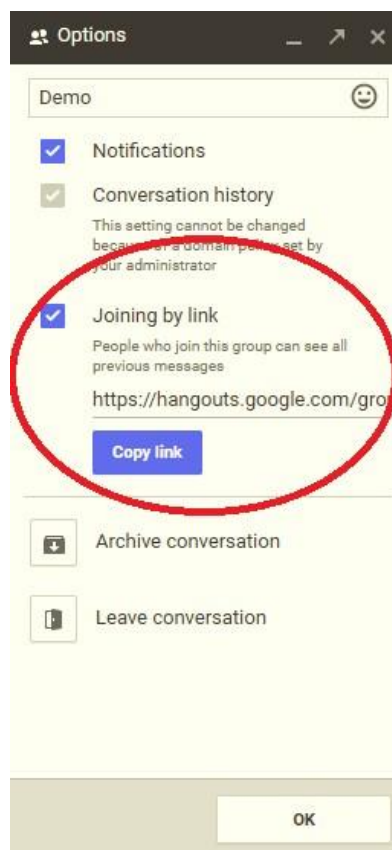 Options
Demo
Notifications
Conversation history
This setting cannot be changed
because of a domain policy set by
your administrator
Joining by link
People who join this group can see all
previous messages
https://hangouts.google.com/gro
Copy link
Archive conversation
Leave conversation
OK